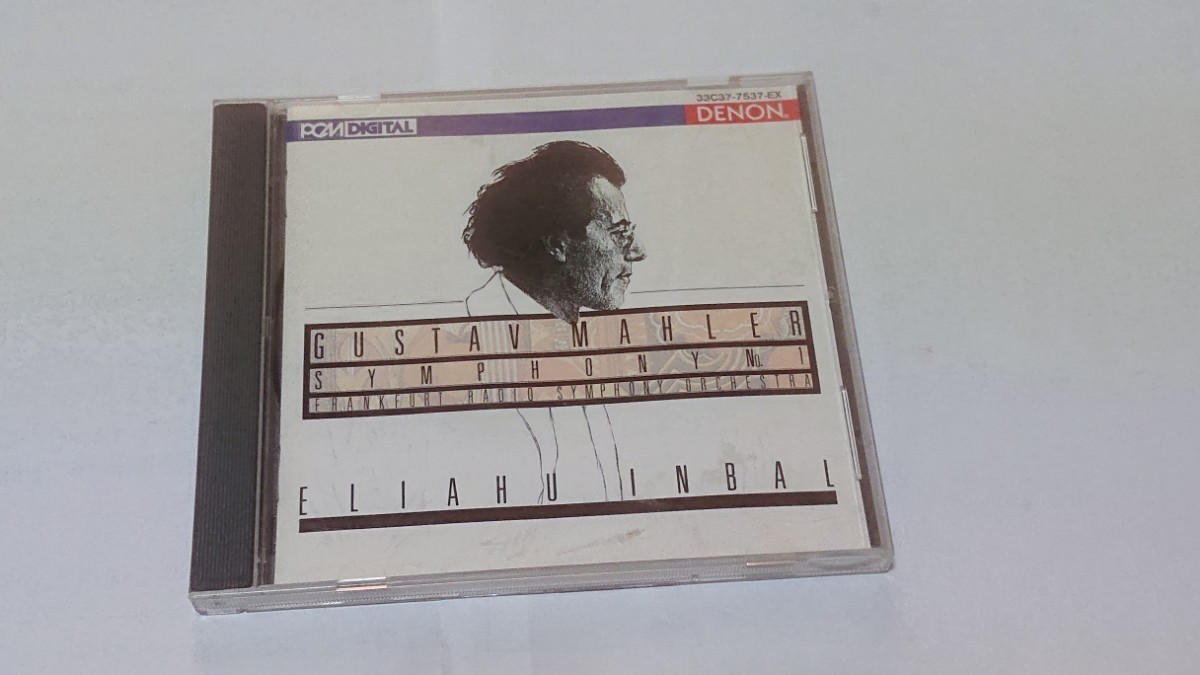 33C37-7537-EX
PCM DIGITAL DENON
GUSTAV MAHLER
SYMPHONY No. 1
FRANKFURT RADIO SYMPHONY ORCHESTRA
ELIAHU INBAL